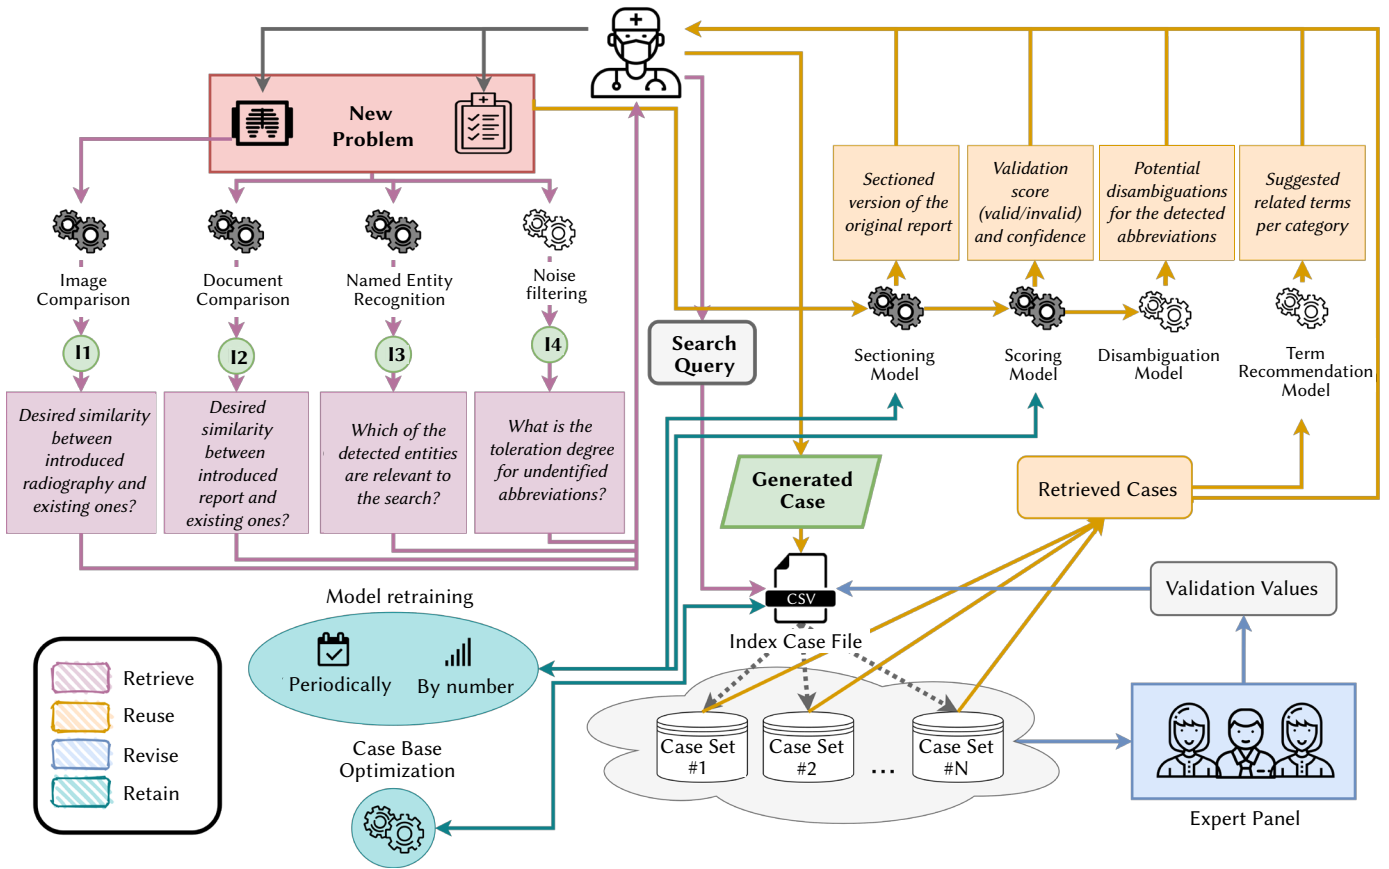 New
Problem
Image
Comparison
Document
Comparison
Named Entity
Recognition
Noise
filtering
I1
I2
I3
I4
Desired similarity
between
introduced
radiography and
existing ones?
Desired
similarity
between
introduced
report and
existing ones?
Which of the
detected entities
are relevant to
the search?
What is the
toleration degree
for undentified
abbreviations?
Search
Query
Sectioned
version of the
original report
Validation
score
(valid/invalid)
and confidence
Potential
disambiguations
for the detected
abbreviations
Suggested
related terms
per category
Sectioning
Model
Scoring
Model
Disambiguation
Model
Term
Recommendation
Model
Generated
Case
Retrieved Cases
CSV
Index Case File
Validation Values
Model retraining
Periodically
By number
Case Base
Optimization
Case Set
#1
Case Set
#2
...
Case Set
#N
Expert Panel
Retrieve
Reuse
Revise
Retain